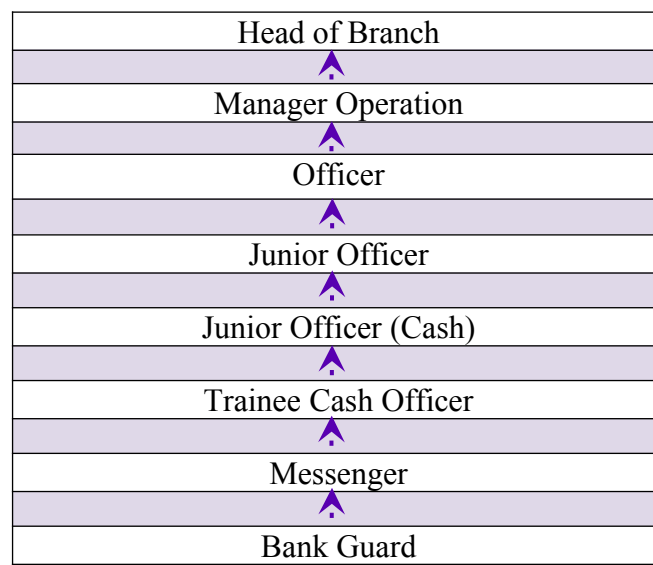 Head of Branch
Manager Operation
Officer
Junior Officer
Junior Officer (Cash)
Trainee Cash Officer
Messenger
Bank Guard